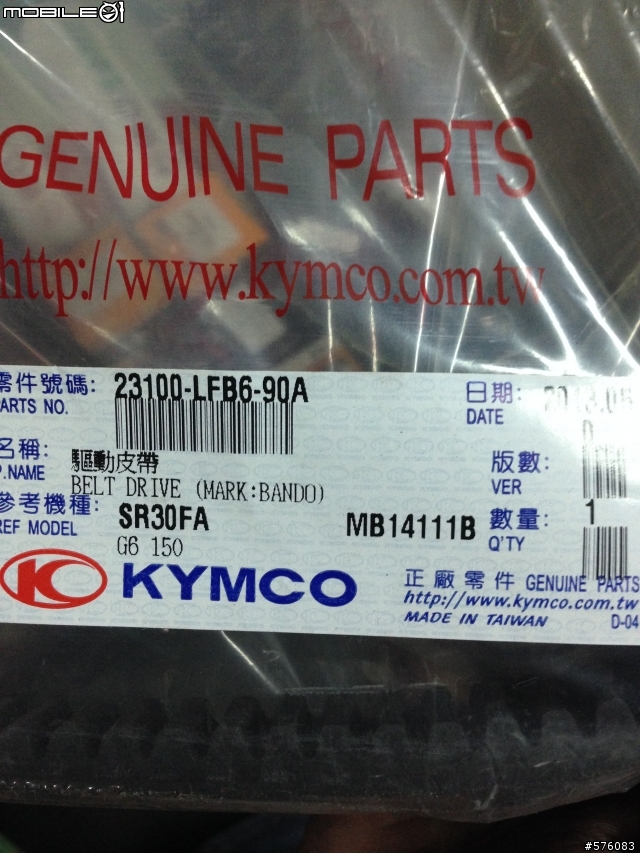 MOBILE01
GENUINE PARTS
http://www.kymco.com.tw
零件號碼: 23100-LFB6-90A
PARTS NO.
日期:
DATE
名稱: 驅動皮帶
P.NAME BELT DRIVE (MARK:BANDO)
版數:
VER
參考機種: SR30FA MB14111B
REF MODEL G6 150
數量: 1
Q'TY
KYMCO
正廠零件 GENUINE PARTS
http://www.kymco.com.tw
MADE IN TAIWAN D-04
#576083